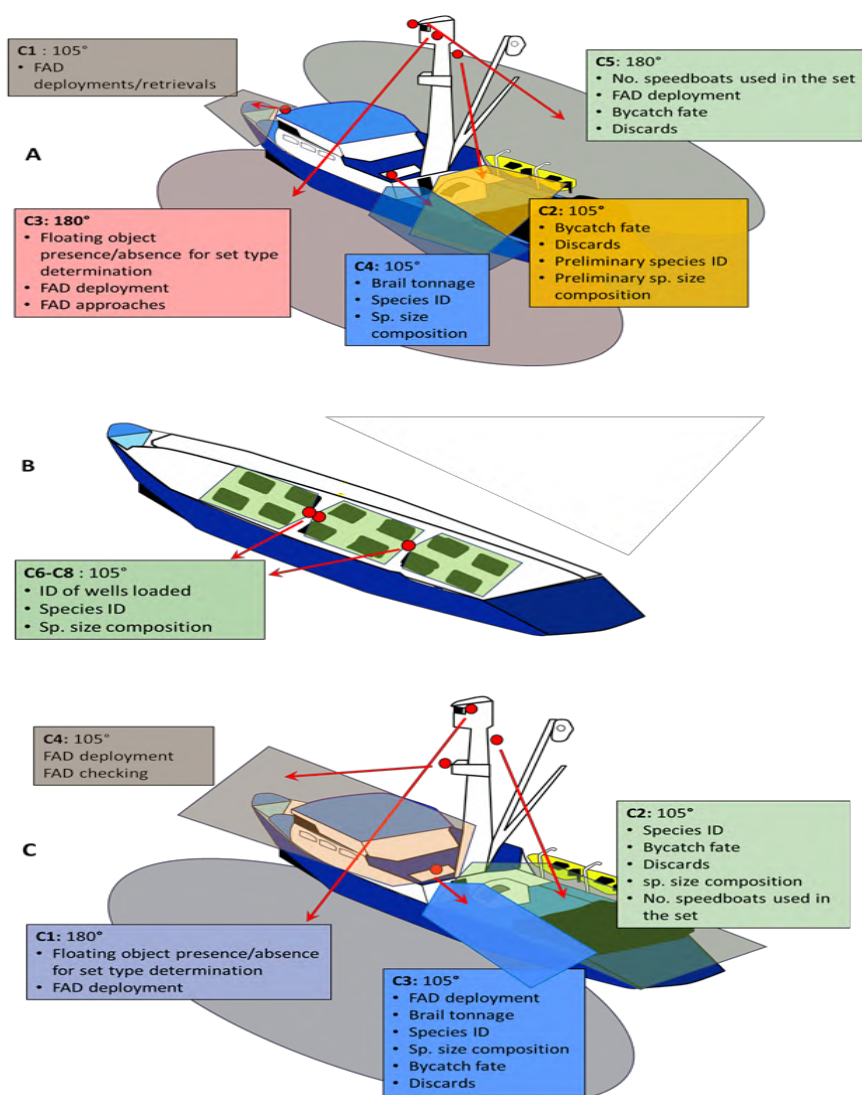 C1 : 105°
• FAD
deployments/retrievals
C5: 180°
• No. speedboats used in the set
• FAD deployment
• Bycatch fate
• Discards
A
C3: 180°
• Floating object
presence/absence for set type
determination
• FAD deployment
• FAD approaches
C4: 105°
• Brail tonnage
• Species ID
• Sp. size
composition
C2: 105°
• Bycatch fate
• Discards
• Preliminary species ID
• Preliminary sp. size
composition
B
C6-C8 : 105°
• ID of wells loaded
• Species ID
• Sp. size composition
C4: 105°
FAD deployment
FAD checking
C2: 105°
• Species ID
• Bycatch fate
• Discards
• sp. size composition
• No. speedboats used in
the set
C
C1: 180°
• Floating object presence/absence
for set type determination
• FAD deployment
C3: 105°
• FAD deployment
• Brail tonnage
• Species ID
• Sp. size composition
• Bycatch fate
• Discards